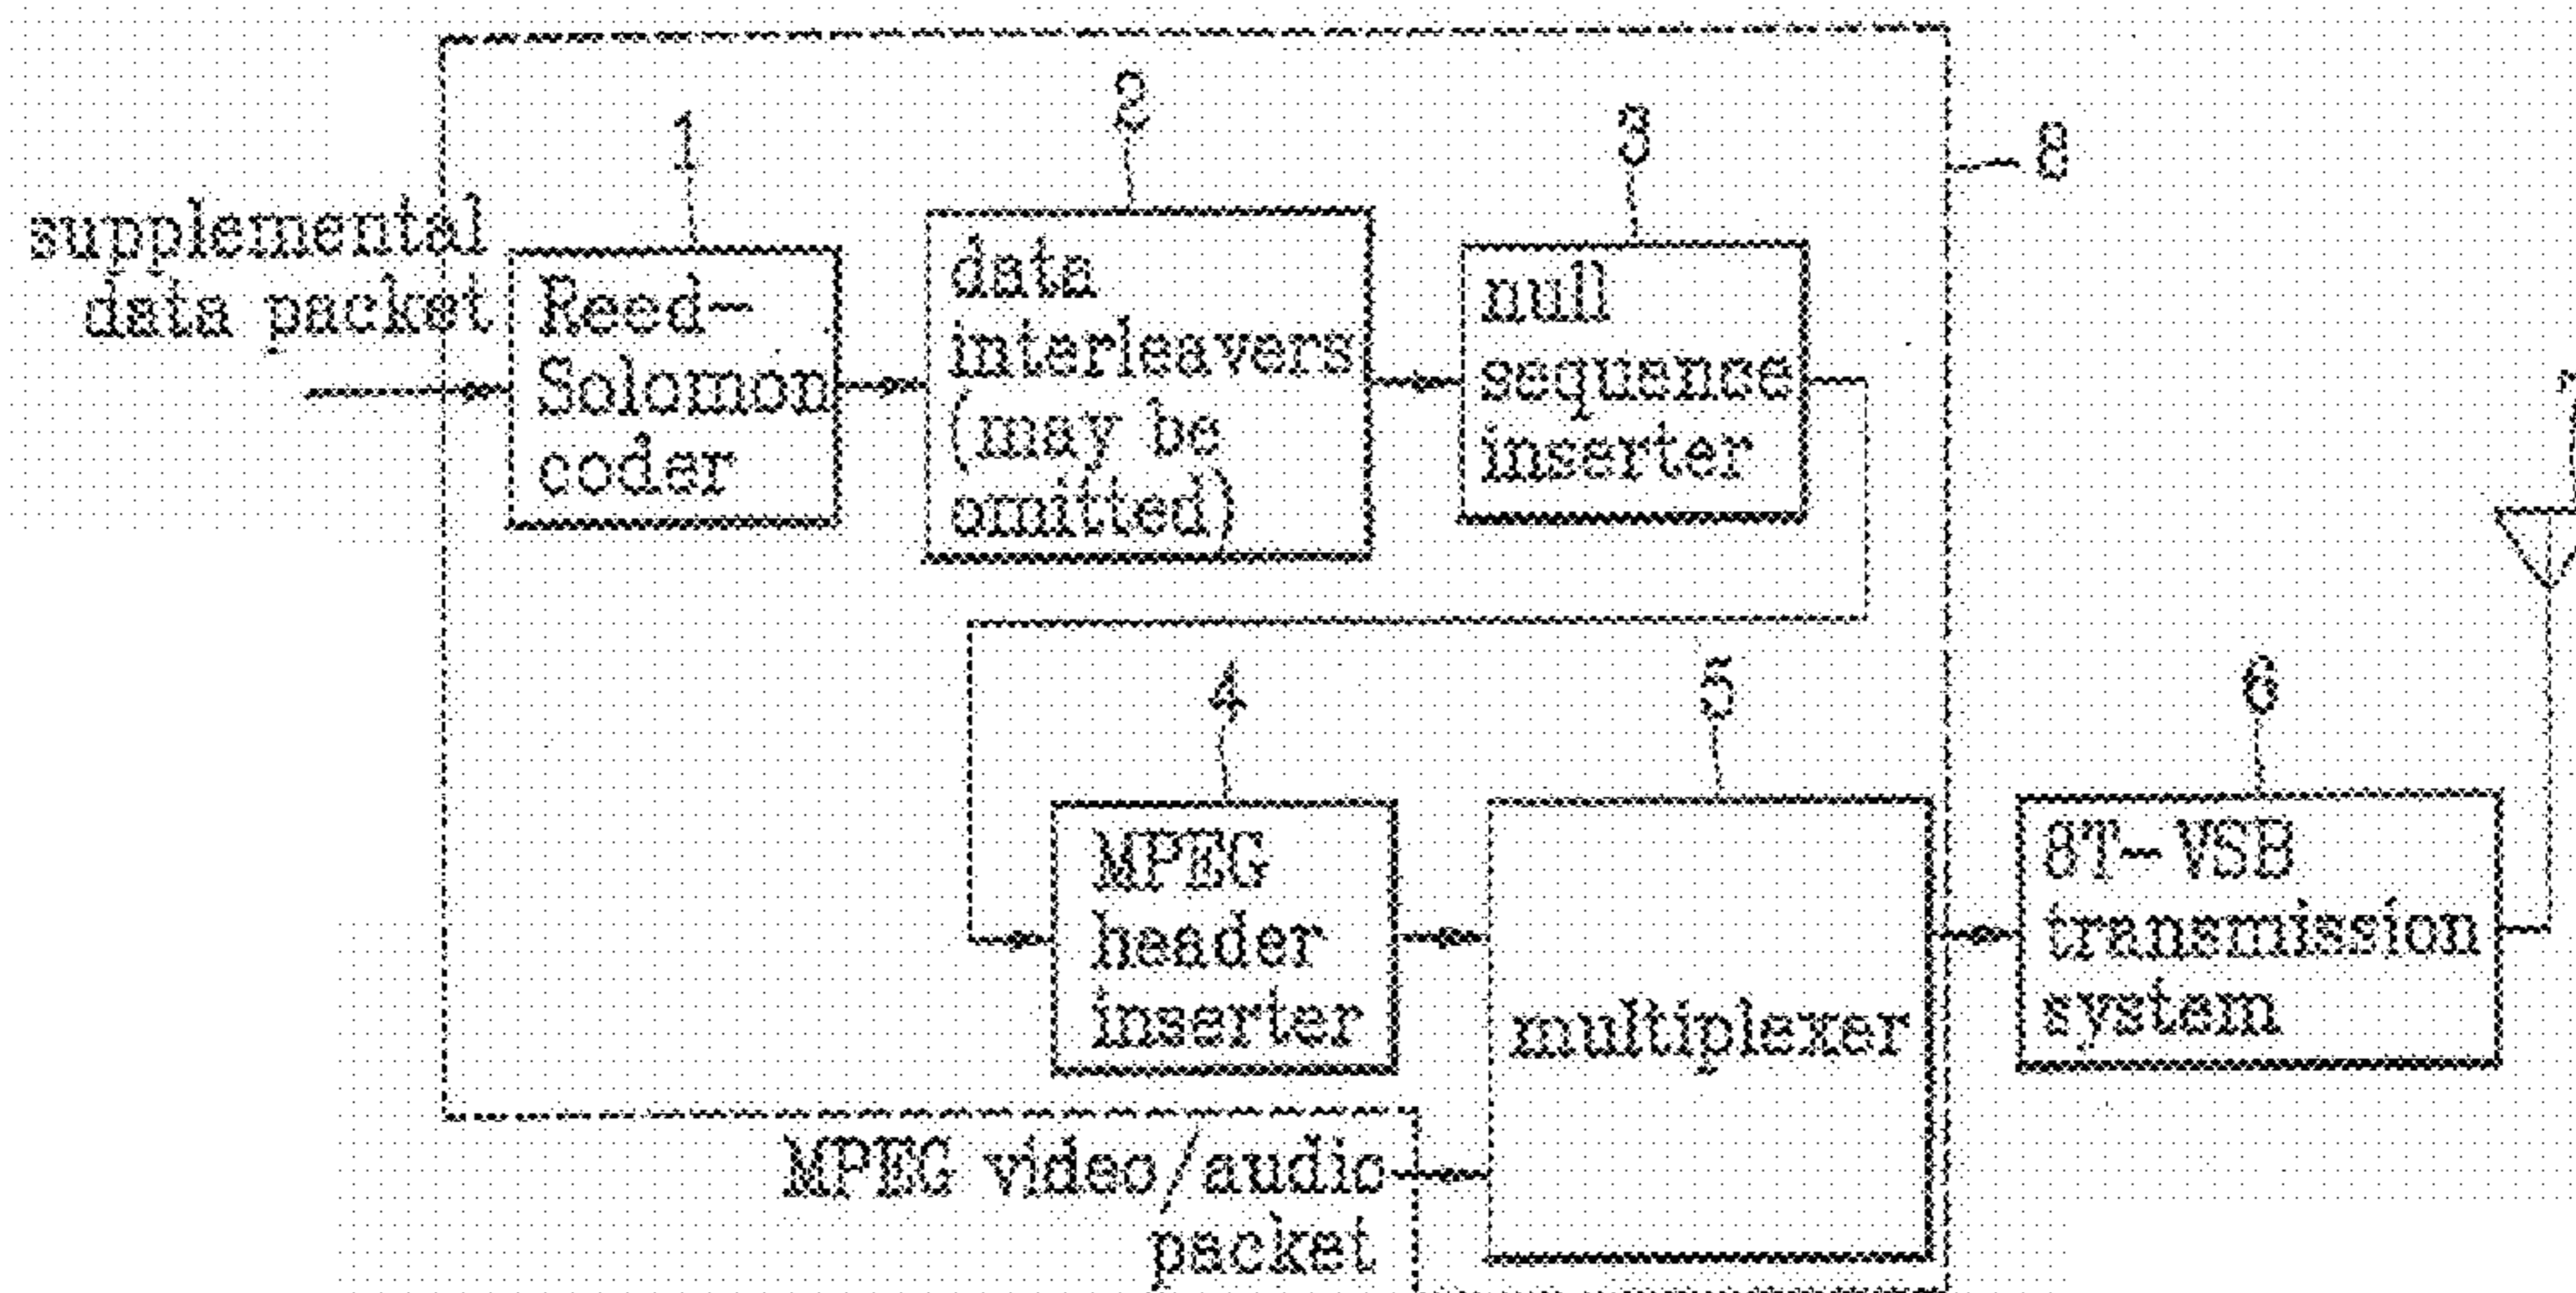 1
2
3
8
supplemental
data packet
Reed-
Solomon
coder
data
interleavers
(may be
omitted)
null
sequence
inserter
4
5
6
MPEG
header
inserter
multiplexer
8T-VSB
transmission
system
MPEG video/audio
packet